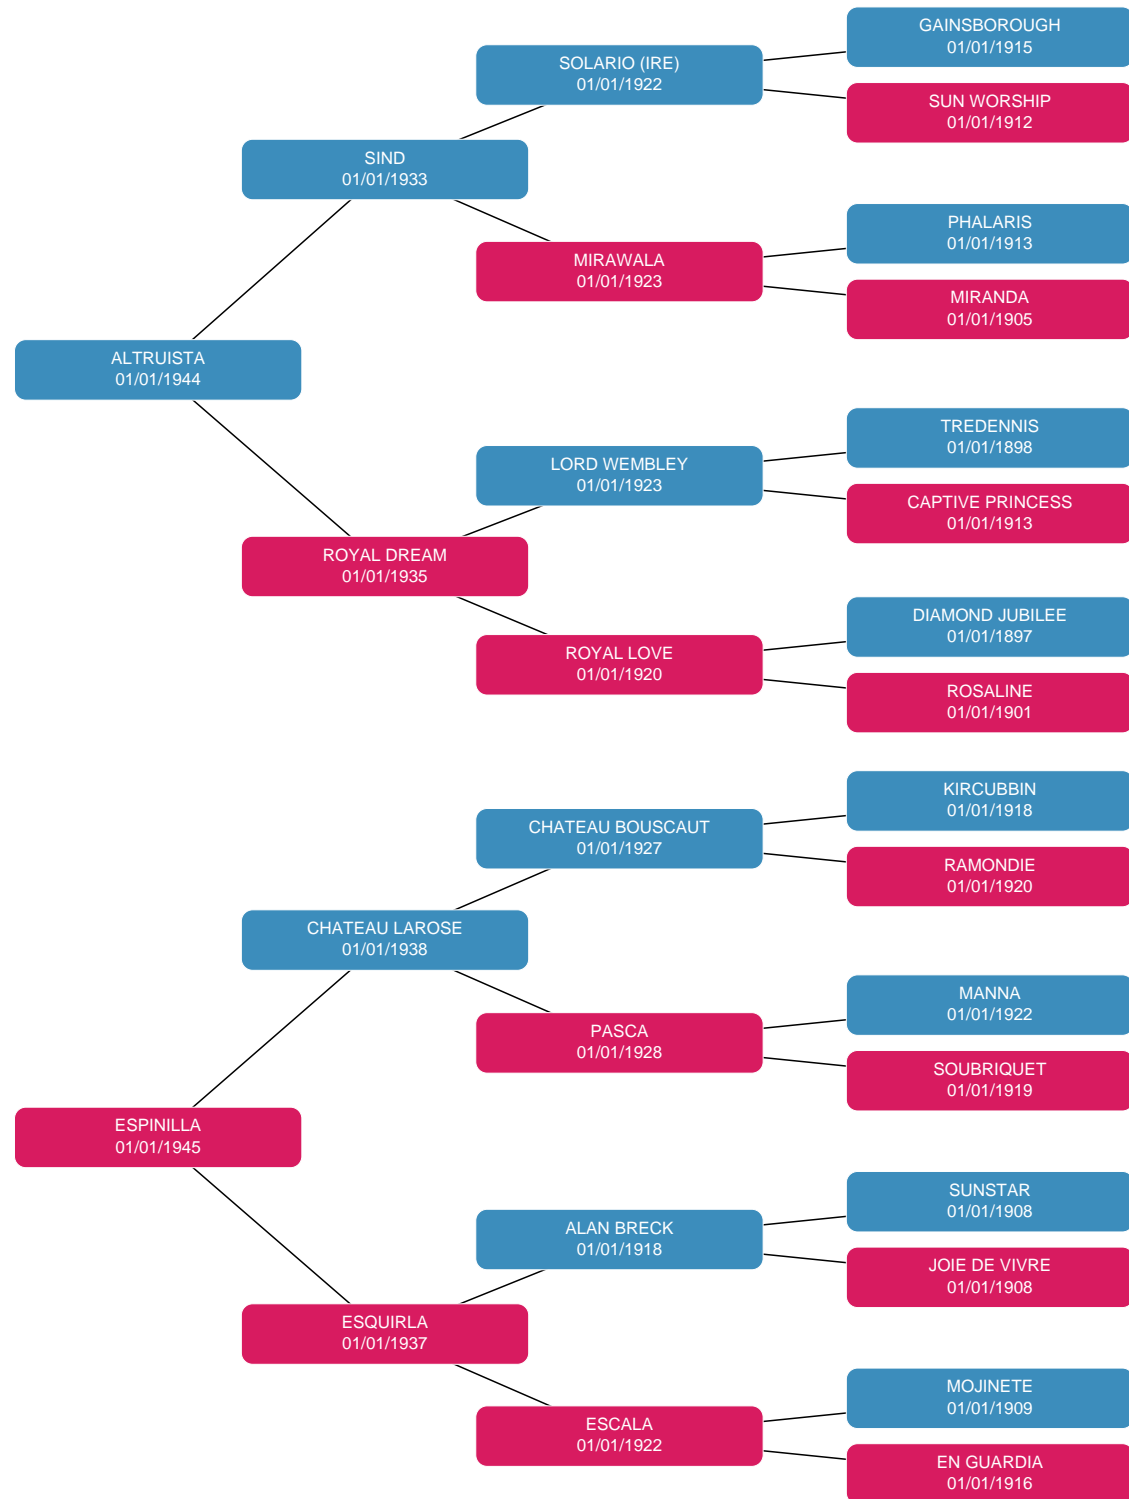 GAINSBOROUGH
01/01/1915
SOLARIO (IRE)
01/01/1922
SUN WORSHIP
01/01/1912
SIND
01/01/1933
PHALARIS
01/01/1913
MIRAWALA
01/01/1923
MIRANDA
01/01/1905
ALTRUISTA
01/01/1944
TREDENNIS
01/01/1898
LORD WEMBLEY
01/01/1923
CAPTIVE PRINCESS
01/01/1913
ROYAL DREAM
01/01/1935
DIAMOND JUBILEE
01/01/1897
ROYAL LOVE
01/01/1920
ROSALINE
01/01/1901
KIRCUBBIN
01/01/1918
CHATEAU BOUSCAUT
01/01/1927
RAMONDIE
01/01/1920
CHATEAU LAROSE
01/01/1938
MANNA
01/01/1922
PASCA
01/01/1928
SOUBRIQUET
01/01/1919
ESPINILLA
01/01/1945
SUNSTAR
01/01/1908
ALAN BRECK
01/01/1918
JOIE DE VIVRE
01/01/1908
ESQUIRLA
01/01/1937
MOJINETE
01/01/1909
ESCALA
01/01/1922
EN GUARDIA
01/01/1916